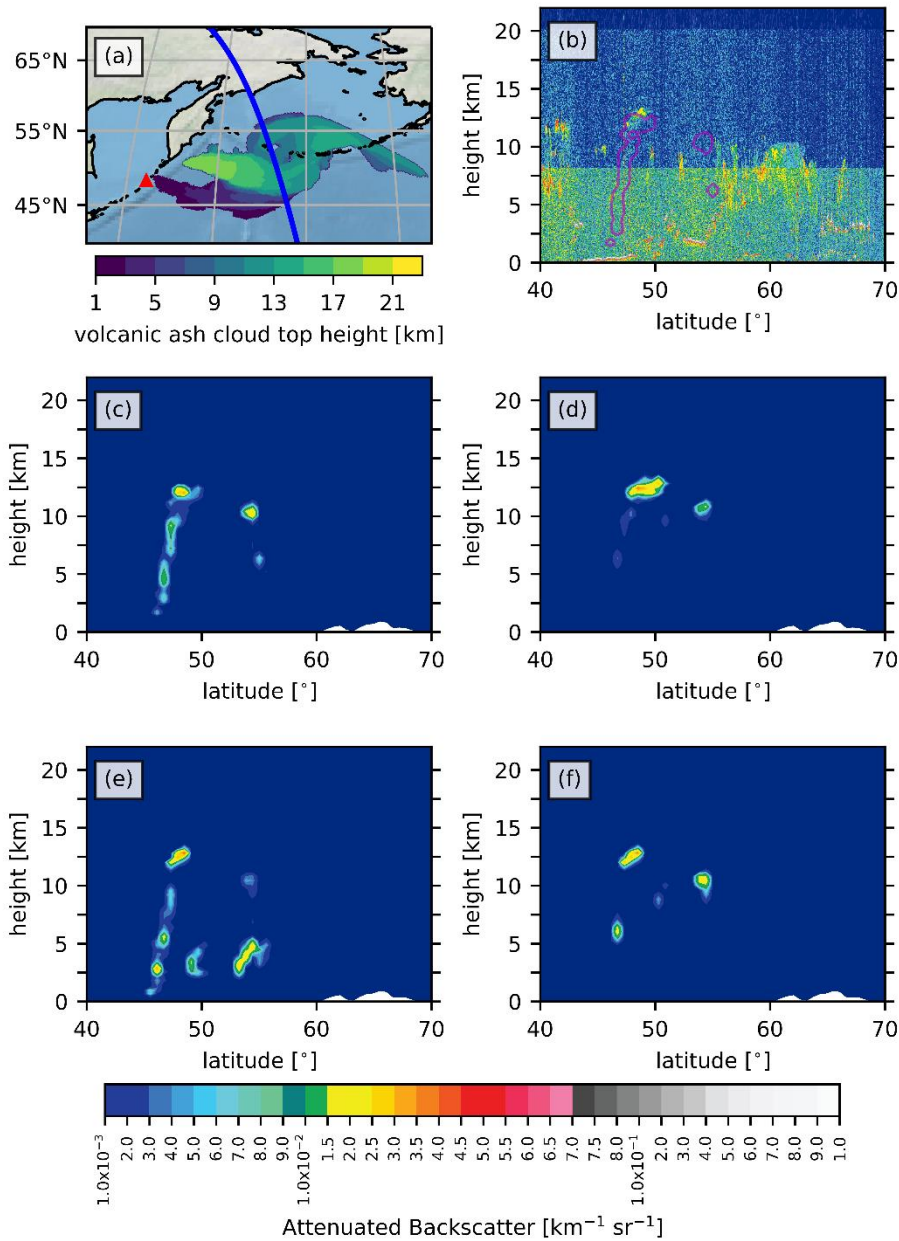 (a)
65°N
55°N
45°N
1 5 9 13 17 21
volcanic ash cloud top height [km]
(b)
height [km]
20
15
10
5
0
40 50 60 70
latitude [°]
(c)
height [km]
20
15
10
5
0
40 50 60 70
latitude [°]
(d)
height [km]
20
15
10
5
0
40 50 60 70
latitude [°]
(e)
height [km]
20
15
10
5
0
40 50 60 70
latitude [°]
(f)
height [km]
20
15
10
5
0
40 50 60 70
latitude [°]
1.0x10⁻³ 2.0 3.0 4.0 5.0 6.0 7.0 8.0 9.0 1.0x10⁻² 1.5 2.0 2.5 3.0 3.5 4.0 4.5 5.0 5.5 6.0 6.5 7.0 7.5 8.0 1.0x10⁻¹ 2.0 3.0 4.0 5.0 6.0 7.0 8.0 9.0 1.0
Attenuated Backscatter [km⁻¹ sr⁻¹]